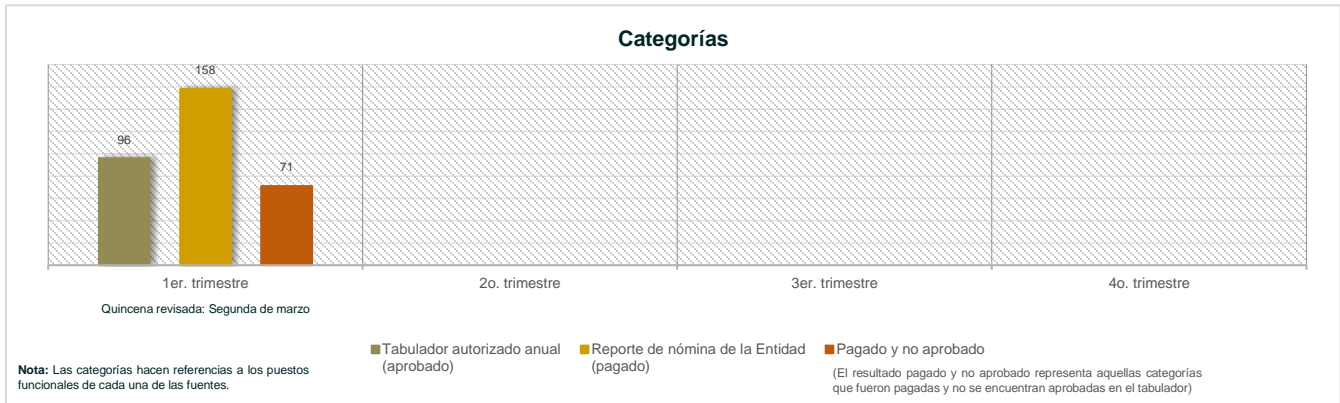 Categorías
158
96
71
1er. trimestre
2o. trimestre
3er. trimestre
4o. trimestre
Quincena revisada: Segunda de marzo
Tabulador autorizado anual
(aprobado)
Reporte de nómina de la Entidad
(pagado)
Pagado y no aprobado
(El resultado pagado y no aprobado representa aquellas categorías
que fueron pagadas y no se encuentran aprobadas en el tabulador)
Nota: Las categorías hacen referencias a los puestos
funcionales de cada una de las fuentes.